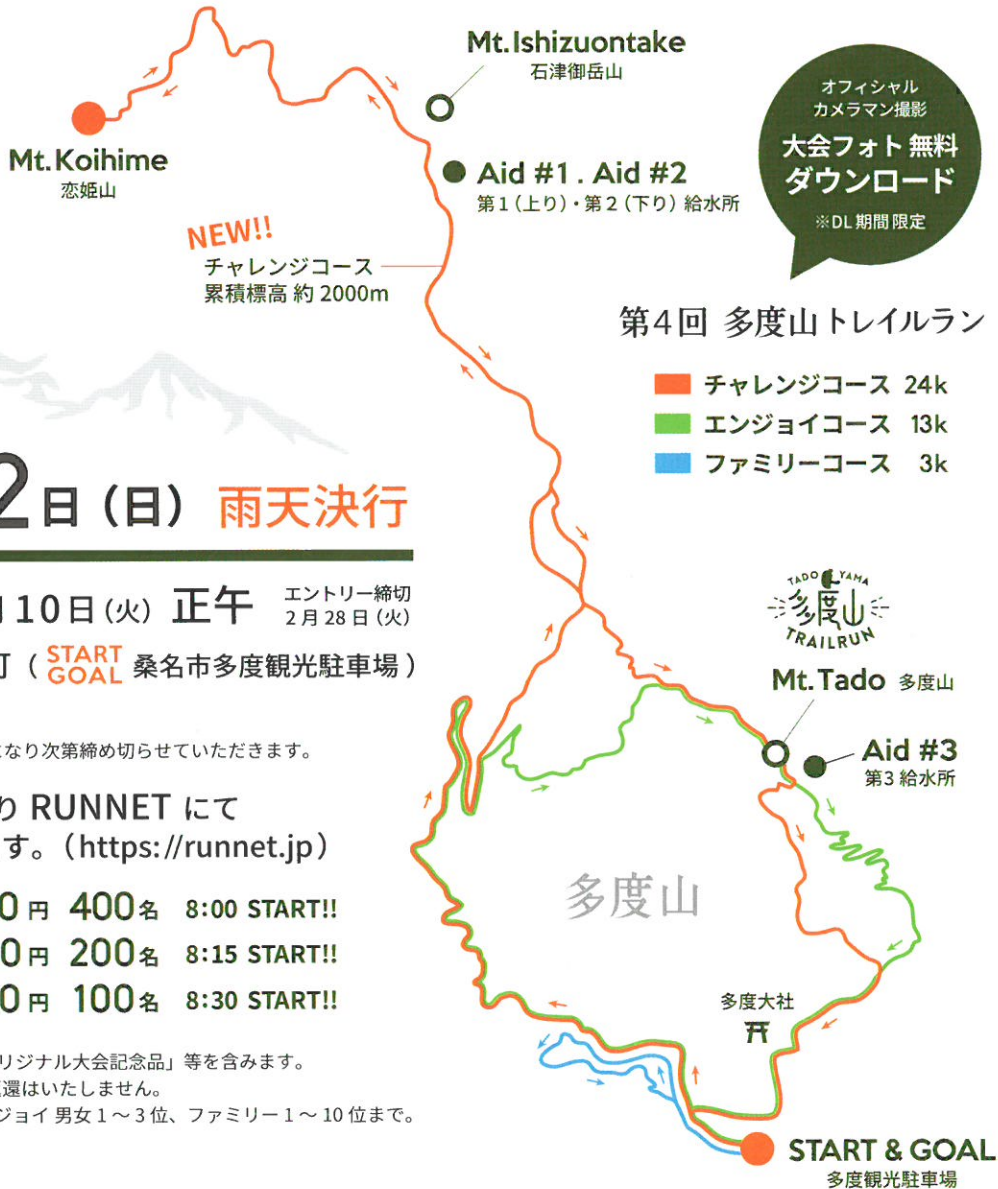 Mt.Ishizuontake
石津御岳山
オフィシャル
カメラマン撮影
大会フォト 無料
ダウンロード
※DL期間限定
Mt.Koihime
恋姫山
Aid #1 . Aid #2
第1(上り)・第2(下り) 給水所
NEW!!
チャレンジコース
累積標高 約 2000m
第4回 多度山トレイルラン
チャレンジコース 24k
エンジョイコース 13k
ファミリーコース 3k
2日(日) 雨天決行
10日(火) 正午 エントリー締切
2月28日(火)
( START GOAL 桑名市多度観光駐車場 )
TADO YAMA
多度山
TRAILRUN
Mt.Tado 多度山
Aid #3
第3 給水所
なり次第締め切らせていただきます。
り RUNNET にて
す。(https://runnet.jp)
多度山
0円 400名 8:00 START!!
0円 200名 8:15 START!!
0円 100名 8:30 START!!
多度大社
リジナル大会記念品」等を含みます。
還はいたしません。
ジョイ 男女1~3位、ファミリー1~10位まで。
START & GOAL
多度観光駐車場